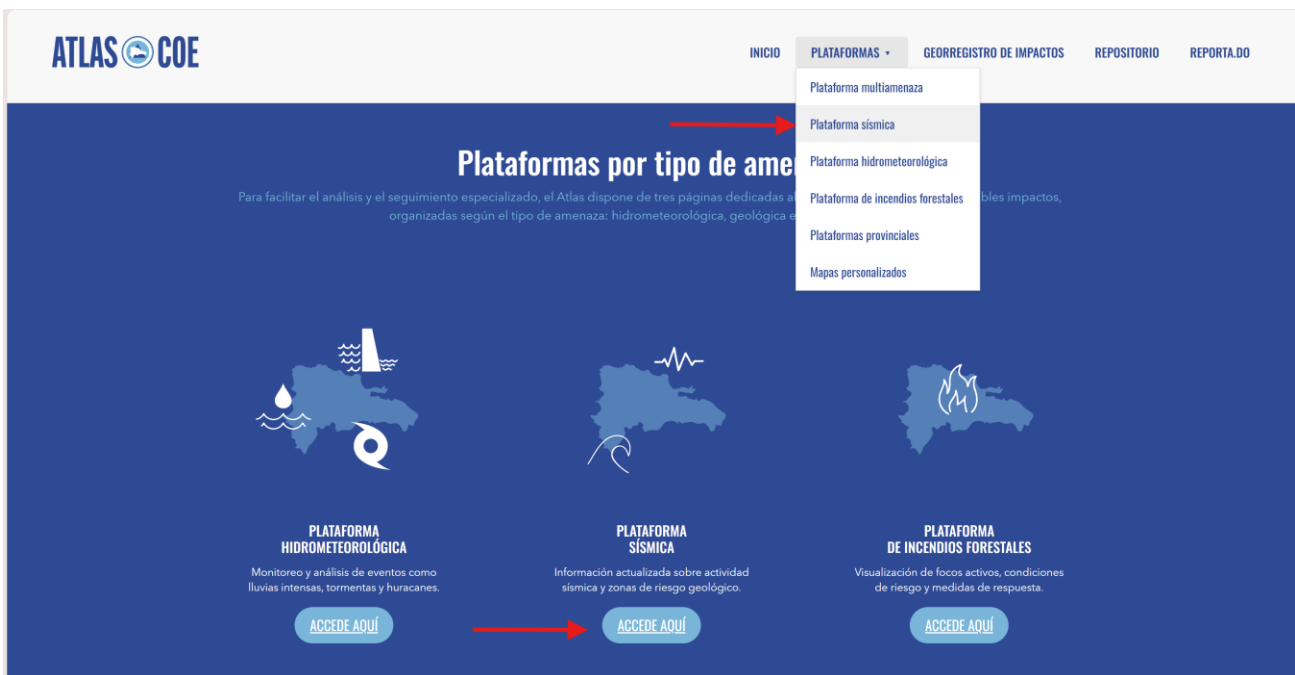 ATLAS COE
INICIO PLATAFORMAS GEORREGISTRO DE IMPACTOS REPOSITORIO REPORTA.DO
Plataforma multiamenaza
Plataforma sísmica
Plataforma hidrometeorológica
Plataforma de incendios forestales
Plataformas provinciales
Mapas personalizados
Plataformas por tipo de
Para facilitar el análisis y el seguimiento especializado, el Atlas dispone de tres páginas dedicadas impactos,
organizadas según el tipo de amenaza: hidrometeorológica, geológica
PLATAFORMA
HIDROMETEOROLÓGICA
Monitoreo y análisis de eventos como
lluvias intensas, tormentas y huracanes.
ACCEDE AQUÍ
PLATAFORMA
SÍSMICA
Información actualizada sobre actividad
sísmica y zonas de riesgo geológico.
ACCEDE AQUÍ
PLATAFORMA
DE INCENDIOS FORESTALES
Visualización de focos activos, condiciones
de riesgo y medidas de respuesta.
ACCEDE AQUÍ